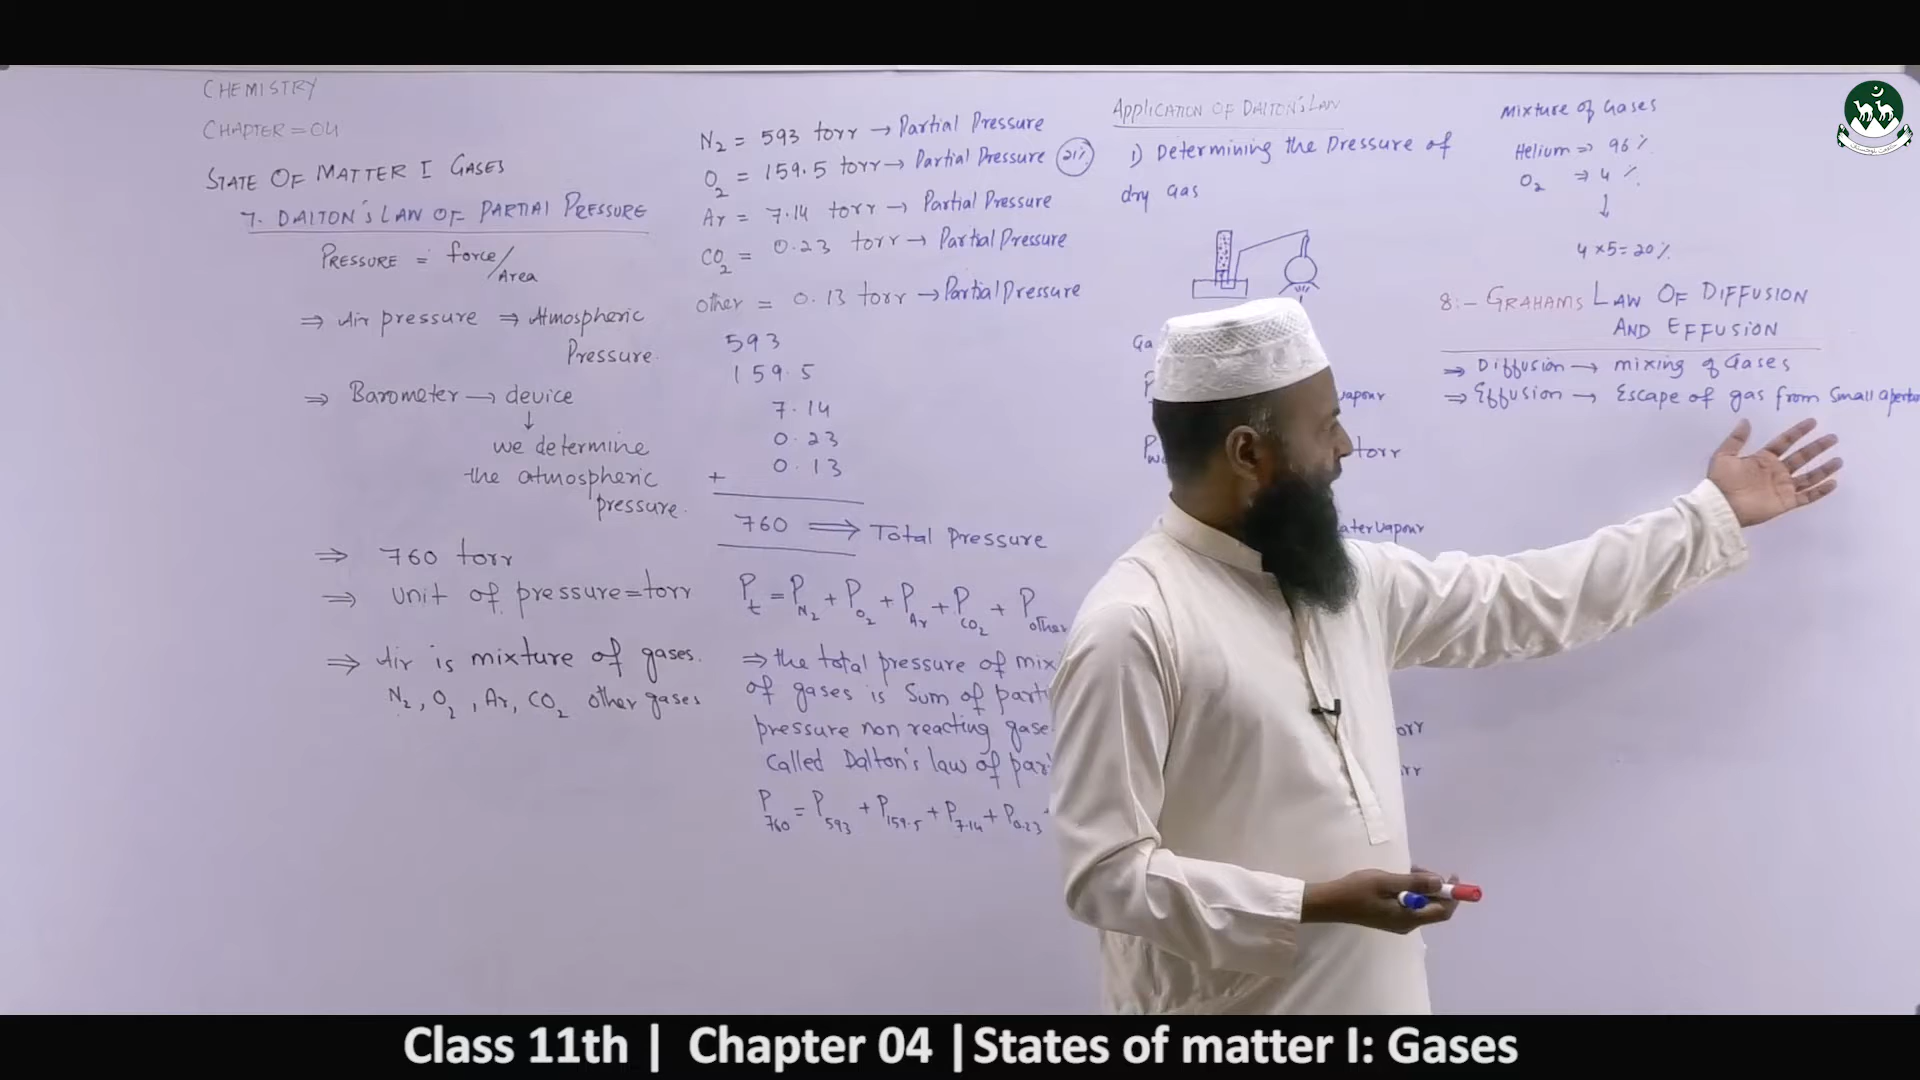 CHEMISTRY
CHAPTER = 04
STATE OF MATTER I GASES
7. DALTON'S LAW OF PARTIAL PRESSURE
PRESSURE = force/Area
⇒ Air pressure ⇒ Atmospheric
Pressure.
⇒ Barometer → device
↓
we determine
the atmospheric
pressure.
⇒ 760 torr
⇒ unit of pressure = torr
⇒ Air is mixture of gases.
N₂, O₂, Ar, CO₂ other gases
N₂ = 593 torr → Partial Pressure
O₂ = 159.5 torr → Partial Pressure 21%
Ar = 7.14 torr → Partial Pressure
CO₂ = 0.23 torr → Partial Pressure
other = 0.13 torr → Partial Pressure
593
159.5
7.14
0.23
+ 0.13
760 ⇒ Total Pressure
Pt = PN₂ + PO₂ + PAr + PCO₂ + Pother
⇒ the total pressure of mix
of gases is Sum of parti
pressure non reacting gase
called Dalton's law of par
P760 = P593 + P159.5 + P7.14 + P0.23
APPLICATION OF DALTON'S LAW
1) Determining the Pressure of
dry gas
Ga
vapour
torr
ater vapour
orr
rr
Mixture of Gases
Helium ⇒ 96 %
O₂ ⇒ 4 %
↓
4 × 5 = 20 %
8:- GRAHAMS LAW OF DIFFUSION
AND EFFUSION
⇒ Diffusion → mixing of Gases
⇒ Effusion → Escape of gas from Small apertu
Class 11th | Chapter 04 | States of matter I: Gases